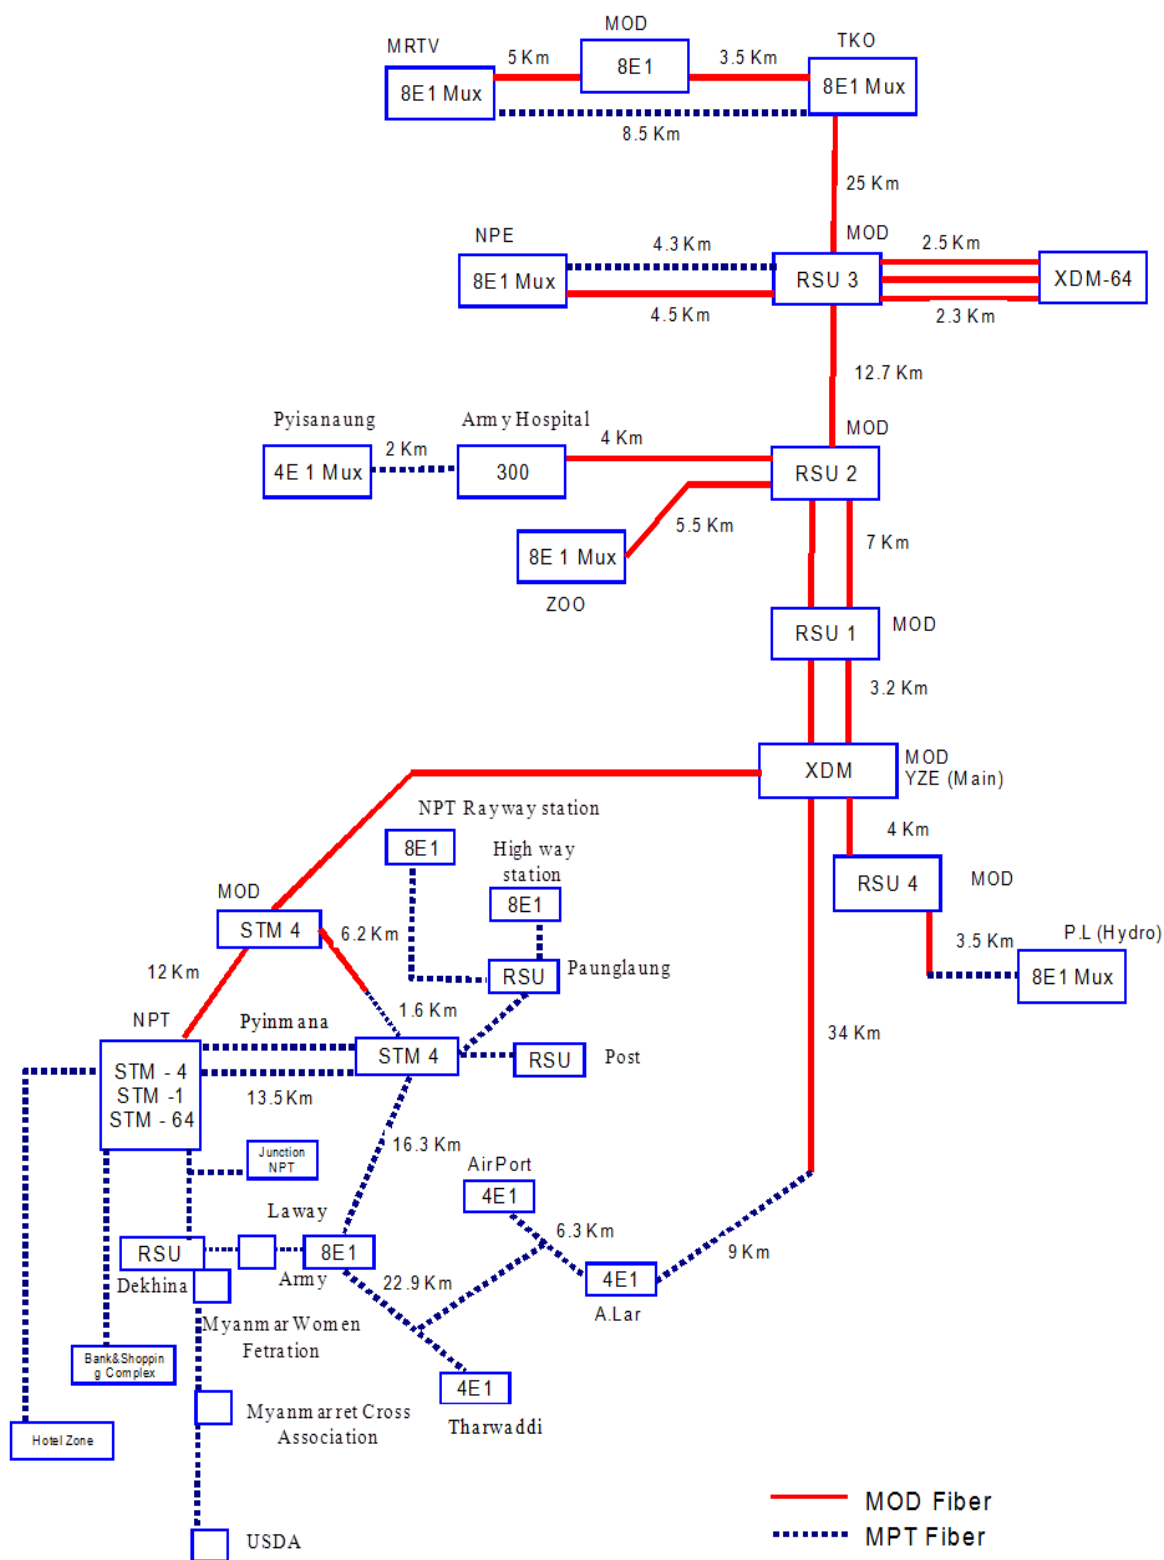 MOD
MRTV
5 Km
3.5 Km
TKO
8E1
8E1 Mux
8E1 Mux
8.5 Km
25 Km
MOD
NPE
4.3 Km
2.5 Km
8E1 Mux
RSU 3
XDM-64
4.5 Km
2.3 Km
12.7 Km
Pyisanaung
Army Hospital
MOD
4 Km
2 Km
4E 1 Mux
300
RSU 2
5.5 Km
7 Km
8E 1 Mux
ZOO
RSU 1
MOD
3.2 Km
XDM
MOD
YZE (Main)
NPT Rayway station
4 Km
8E1
High way
station
MOD
RSU 4
MOD
8E1
STM 4
6.2 Km
P.L (Hydro)
3.5 Km
12 Km
RSU
Paunglaung
8E1 Mux
1.6 Km
NPT
Pyinmana
34 Km
STM 4
RSU
Post
STM - 4
STM -1
STM - 64
13.5 Km
16.3 Km
Junction
NPT
AirPort
4E1
Laway
6.3 Km
9 Km
RSU
8E1
Dekhina
Army
22.9 Km
4E1
A.Lar
Myanmar Women
Fetration
Bank&Shoppin
g Complex
4E1
Myanmarret Cross
Association
Tharwaddi
Hotel Zone
MOD Fiber
MPT Fiber
USDA